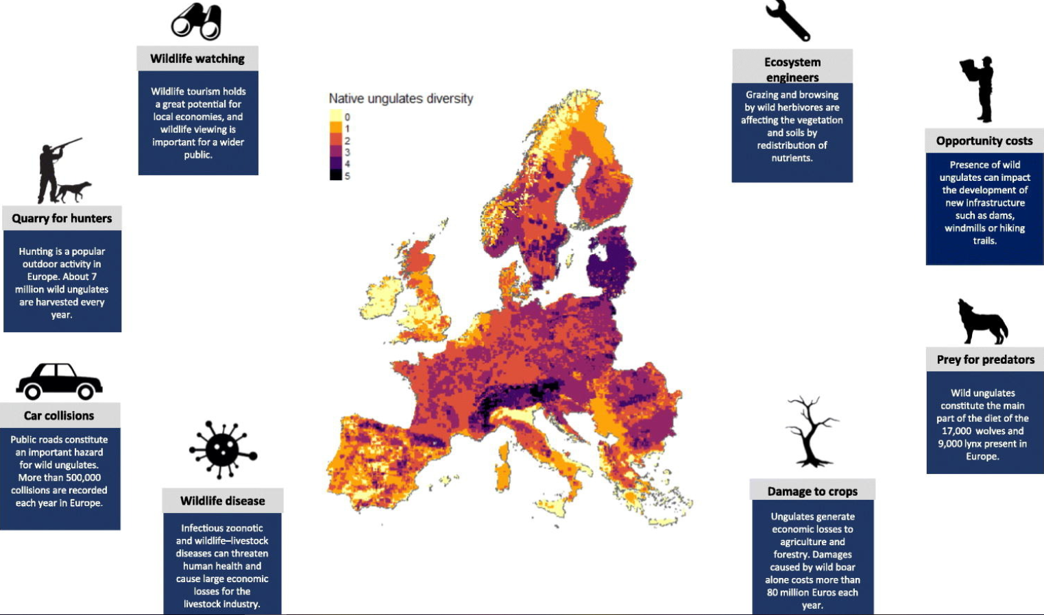 Wildlife watching
Wildlife tourism holds
a great potential for
local economies, and
wildlife viewing is
important for a wider
public.
Quarry for hunters
Hunting is a popular
outdoor activity in
Europe. About 7
million wild ungulates
are harvested every
year.
Car collisions
Public roads constitute
an important hazard
for wild ungulates.
More than 500,000
collisions are recorded
each year in Europe.
Wildlife disease
Infectious zoonotic
and wildlife–livestock
diseases can threaten
human health and
cause large economic
losses for the
livestock industry.
Native ungulates diversity
0
1
2
3
4
5
Ecosystem
engineers
Grazing and browsing
by wild herbivores are
affecting the vegetation
and soils by
redistribution of
nutrients.
Opportunity costs
Presence of wild
ungulates can impact
the development of
new infrastructure
such as dams,
windmills or hiking
trails.
Prey for predators
Wild ungulates
constitute the main
part of the diet of the
17,000 wolves and
9,000 lynx present in
Europe.
Damage to crops
Ungulates generate
economic losses to
agriculture and
forestry. Damages
caused by wild boar
alone costs more than
80 million Euros each
year.